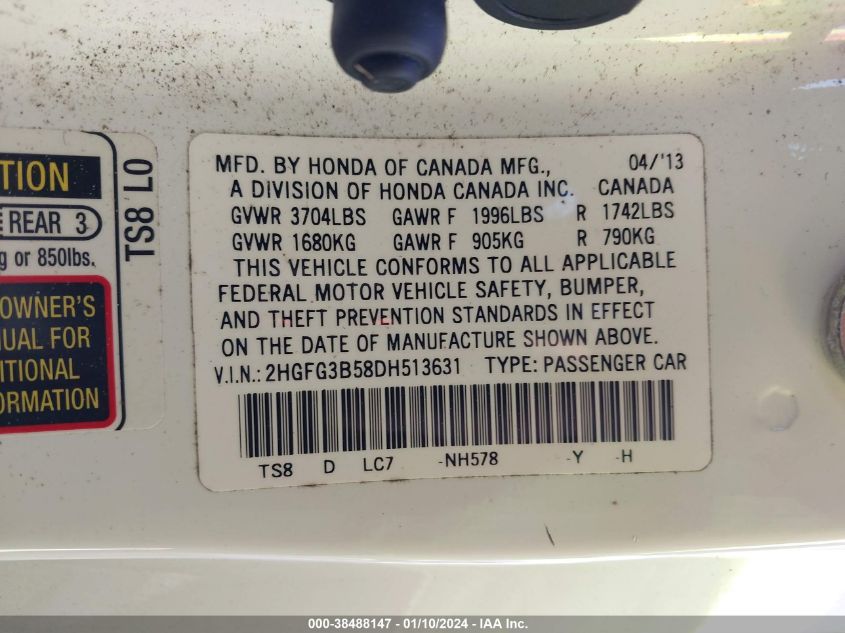 TION
E REAR 3
g or 850lbs.
OWNER'S
UAL FOR
ITIONAL
ORMATION
TS8 L0
MFD. BY HONDA OF CANADA MFG., 04/'13
A DIVISION OF HONDA CANADA INC. CANADA
GVWR 3704LBS GAWR F 1996LBS R 1742LBS
GVWR 1680KG GAWR F 905KG R 790KG
THIS VEHICLE CONFORMS TO ALL APPLICABLE
FEDERAL MOTOR VEHICLE SAFETY, BUMPER,
AND THEFT PREVENTION STANDARDS IN EFFECT
ON THE DATE OF MANUFACTURE SHOWN ABOVE.
V.I.N.: 2HGFG3B58DH513631 TYPE: PASSENGER CAR
TS8 D LC7 -NH578 -Y -H
000-38488147 - 01/10/2024 - IAA Inc.